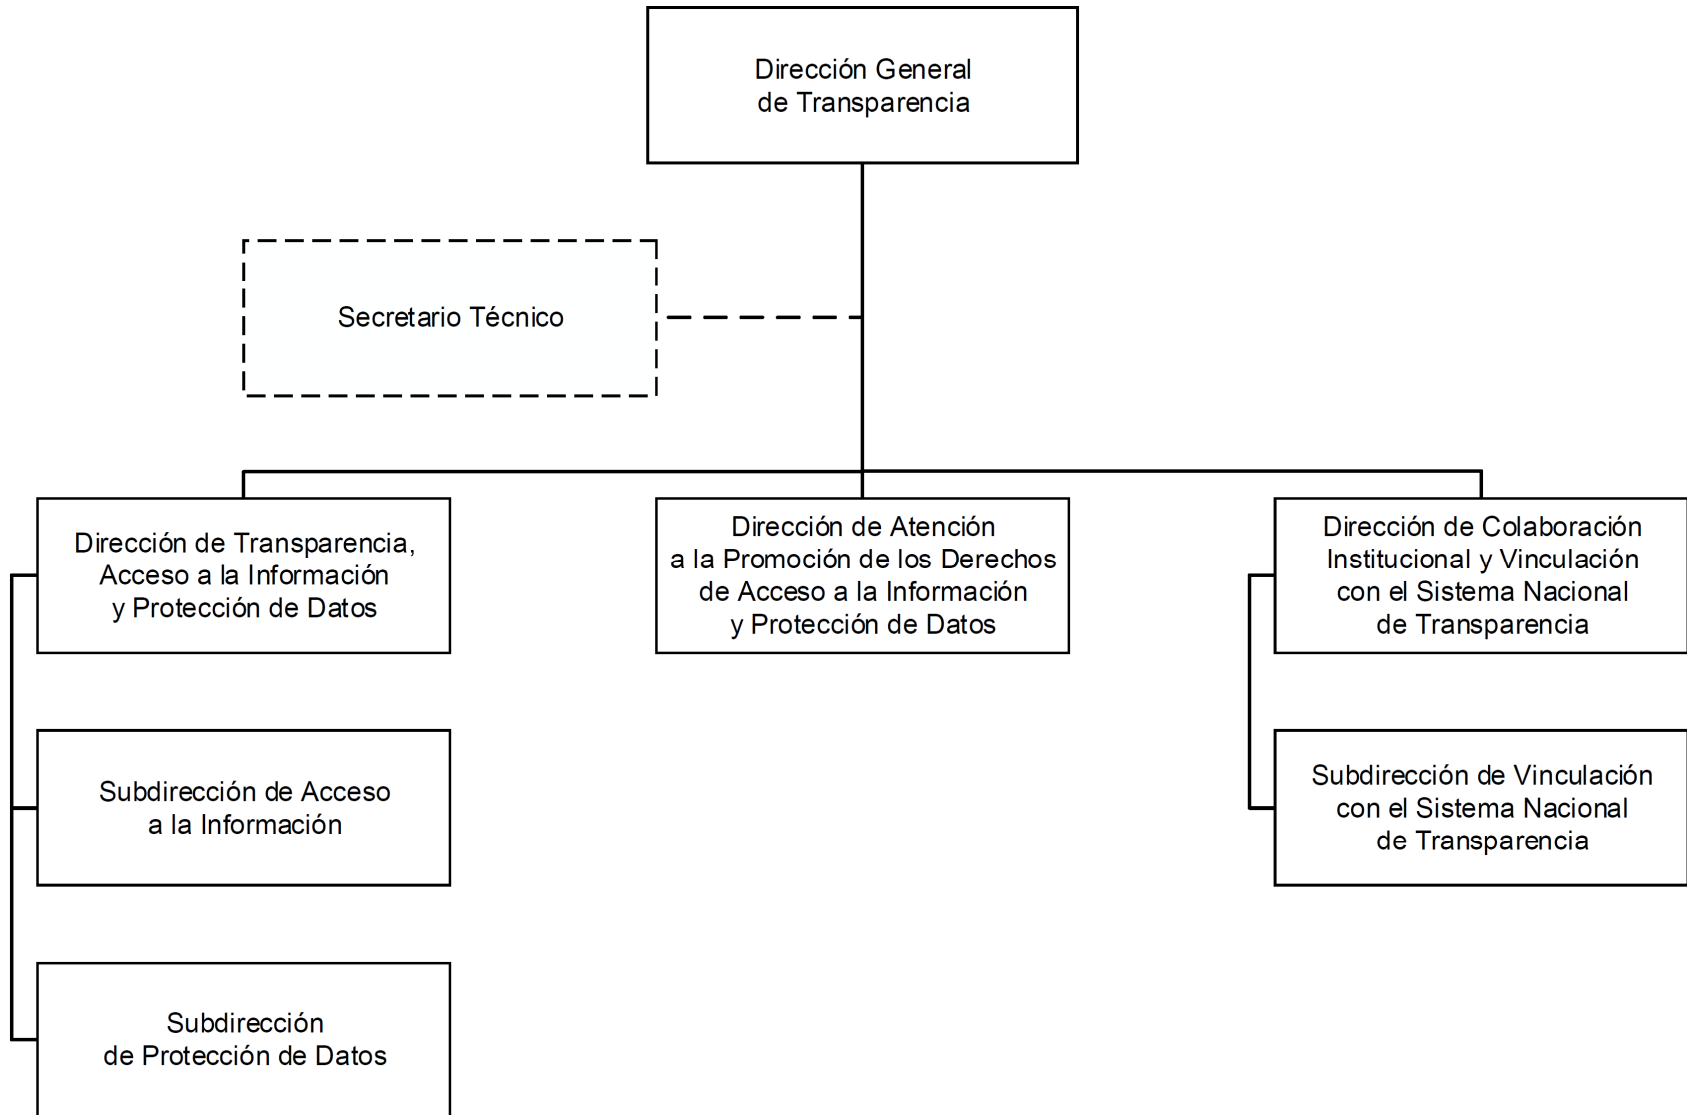 Dirección General
de Transparencia
Secretario Técnico
Dirección de Transparencia,
Acceso a la Información
y Protección de Datos
Dirección de Atención
a la Promoción de los Derechos
de Acceso a la Información
y Protección de Datos
Dirección de Colaboración
Institucional y Vinculación
con el Sistema Nacional
de Transparencia
Subdirección de Acceso
a la Información
Subdirección de Vinculación
con el Sistema Nacional
de Transparencia
Subdirección
de Protección de Datos